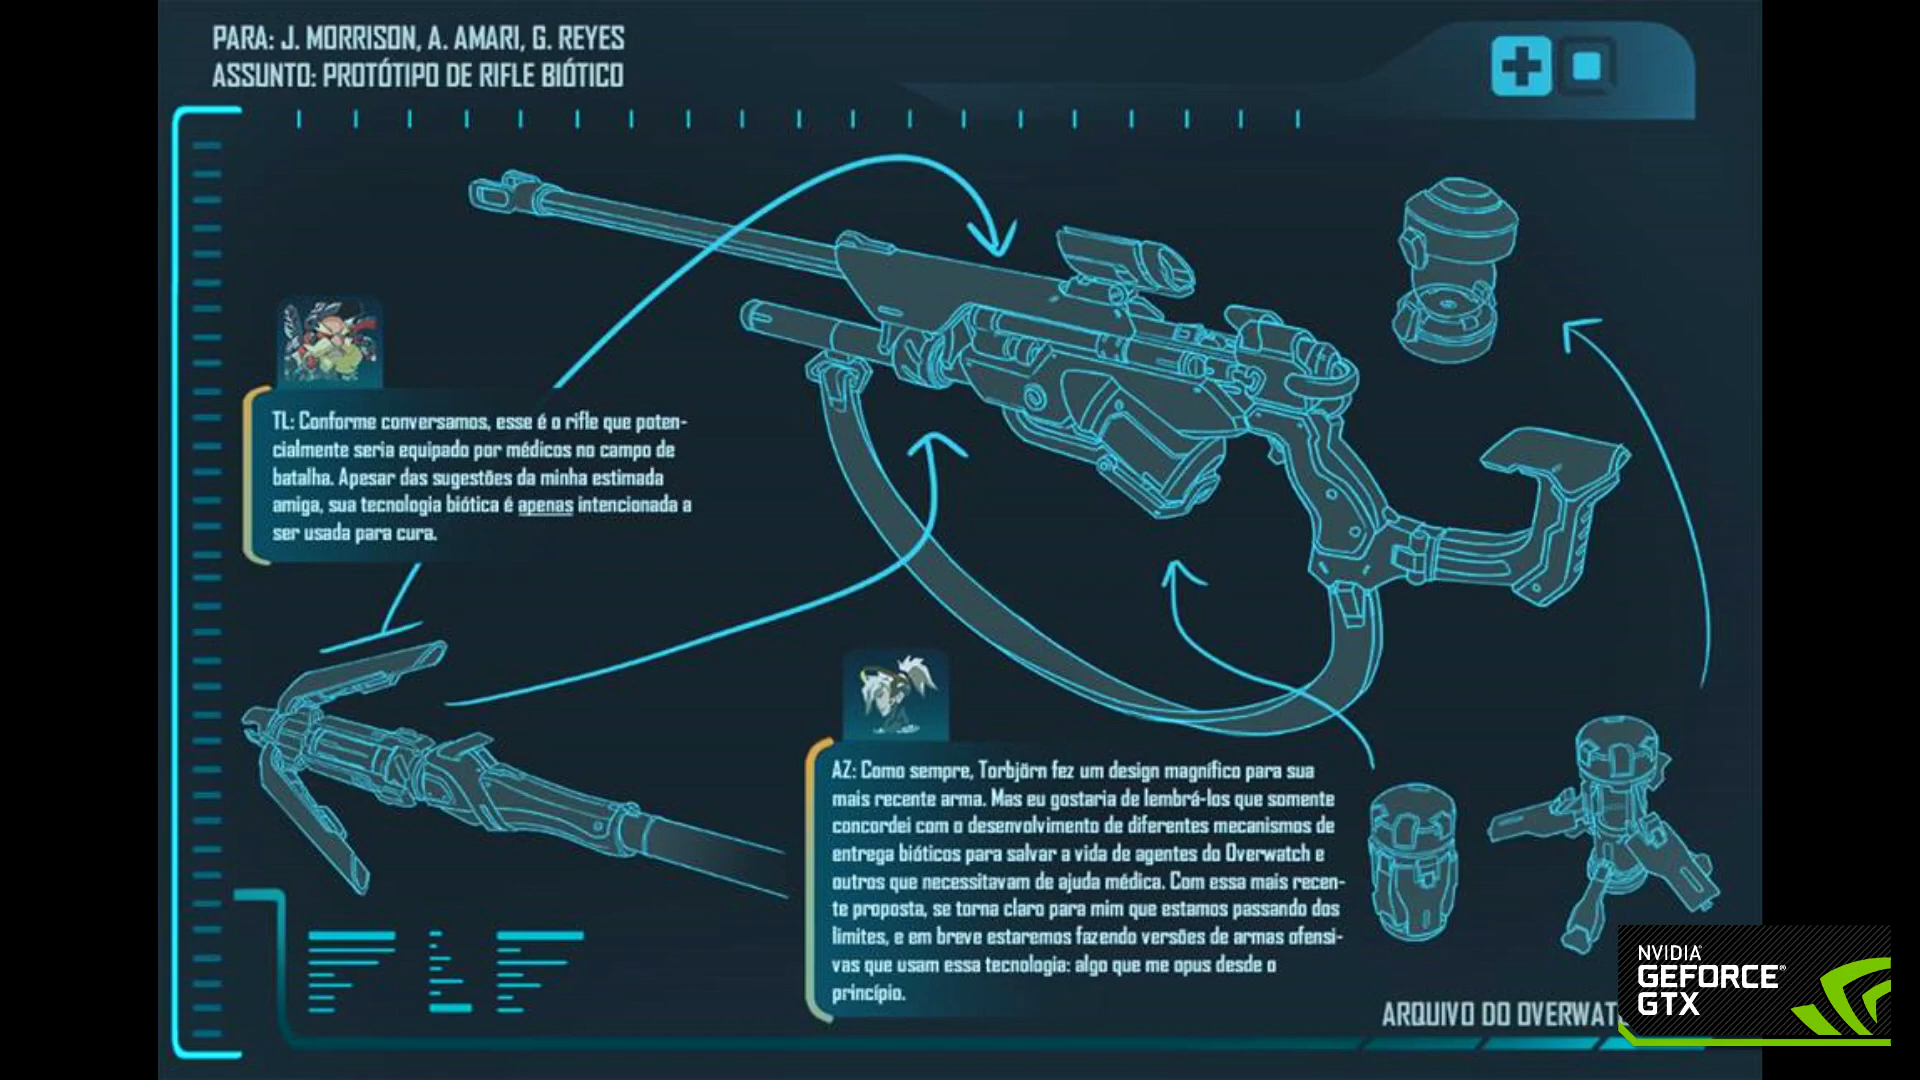 PARA: J. MORRISON, A. AMARI, G. REYES
ASSUNTO: PROTÓTIPO DE RIFLE BIÓTICO
TL: Conforme conversamos, esse é o rifle que poten-
cialmente seria equipado por médicos no campo de
batalha. Apesar das sugestões da minha estimada
amiga, sua tecnologia biótica é apenas intencionada a
ser usada para cura.
AZ: Como sempre, Torbjörn fez um design magnífico para sua
mais recente arma. Mas eu gostaria de lembrá-los que somente
concordei com o desenvolvimento de diferentes mecanismos de
entrega bióticos para salvar a vida de agentes do Overwatch e
outros que necessitavam de ajuda médica. Com essa mais recen-
te proposta, se torna claro para mim que estamos passando dos
limites, e em breve estaremos fazendo versões de armas ofensi-
vas que usam essa tecnologia: algo que me opus desde o
princípio.
ARQUIVO DO OVERWAT
NVIDIA
GEFORCE®
GTX